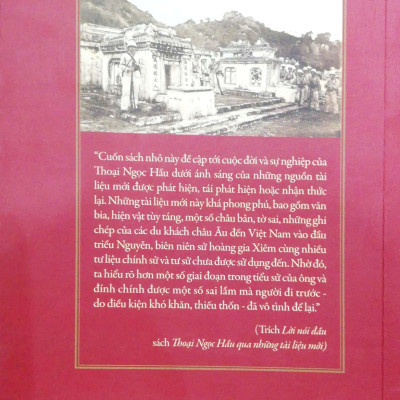 “Cuốn sách nhỏ này đề cập tới cuộc đời và sự nghiệp của
Thoại Ngọc Hầu dưới ánh sáng của những nguồn tài
liệu mới được phát hiện, tái phát hiện hoặc nhận thức
lại. Những tài liệu mới này khá phong phú, bao gồm văn
bia, hiện vật tùy táng, một số châu bản, tờ sai, những ghi
chép của các du khách châu Âu đến Việt Nam vào đầu
triều Nguyễn, biên niên sử hoàng gia Xiêm cùng nhiều
tư liệu chính sử và tư sử chưa được sử dụng đến. Nhờ đó,
ta hiểu rõ hơn một số giai đoạn trong tiểu sử của ông và
đính chính được một số sai lầm mà người đi trước -
do điều kiện khó khăn, thiếu thốn - đã vô tình để lại.”
(Trích Lời nói đầu
sách Thoại Ngọc Hầu qua những tài liệu mới)